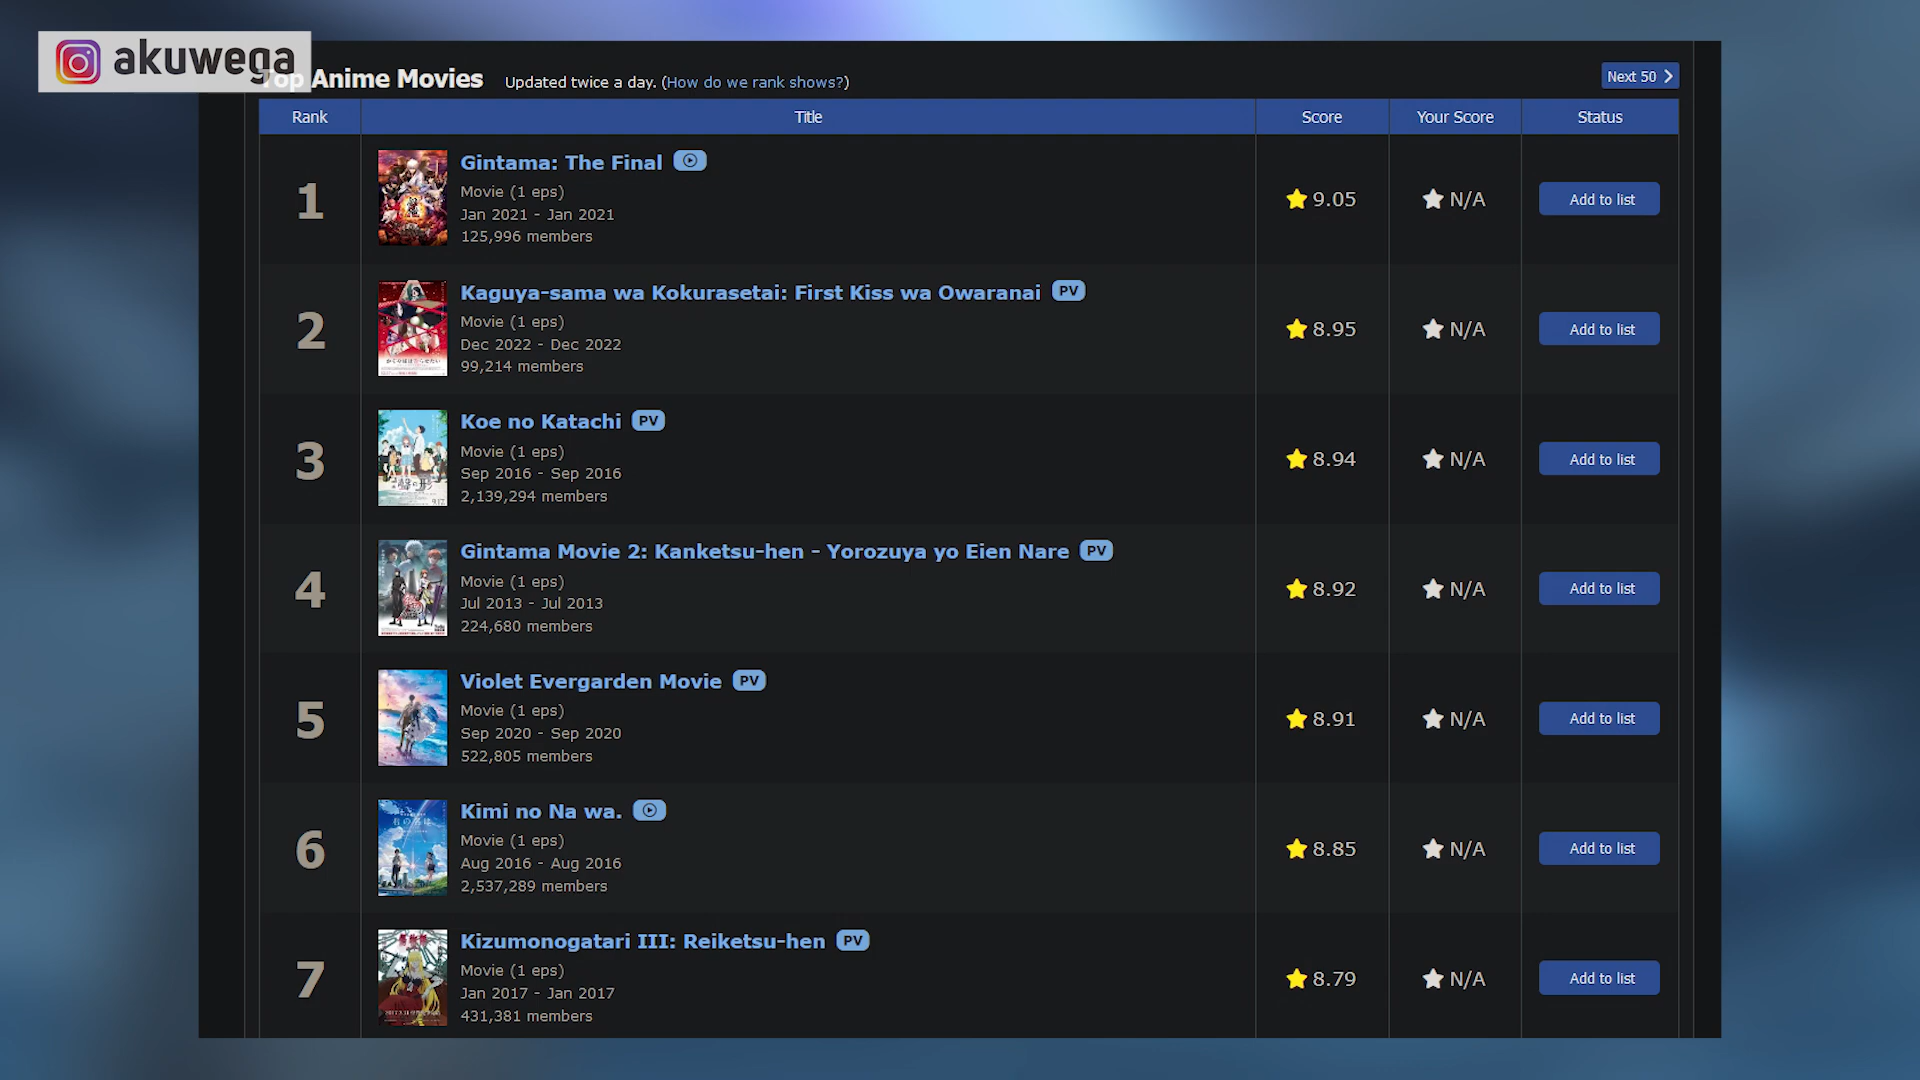 akuwega
Top Anime Movies Updated twice a day. (How do we rank shows?) Next 50
Rank Title Score Your Score Status
1 Gintama: The Final 9.05 N/A Add to list
Movie (1 eps)
Jan 2021 - Jan 2021
125,996 members
2 Kaguya-sama wa Kokurasetai: First Kiss wa Owaranai PV 8.95 N/A Add to list
Movie (1 eps)
Dec 2022 - Dec 2022
99,214 members
3 Koe no Katachi PV 8.94 N/A Add to list
Movie (1 eps)
Sep 2016 - Sep 2016
2,139,294 members
4 Gintama Movie 2: Kanketsu-hen - Yorozuya yo Eien Nare PV 8.92 N/A Add to list
Movie (1 eps)
Jul 2013 - Jul 2013
224,680 members
5 Violet Evergarden Movie PV 8.91 N/A Add to list
Movie (1 eps)
Sep 2020 - Sep 2020
522,805 members
6 Kimi no Na wa. 8.85 N/A Add to list
Movie (1 eps)
Aug 2016 - Aug 2016
2,537,289 members
7 Kizumonogatari III: Reiketsu-hen PV 8.79 N/A Add to list
Movie (1 eps)
Jan 2017 - Jan 2017
431,381 members